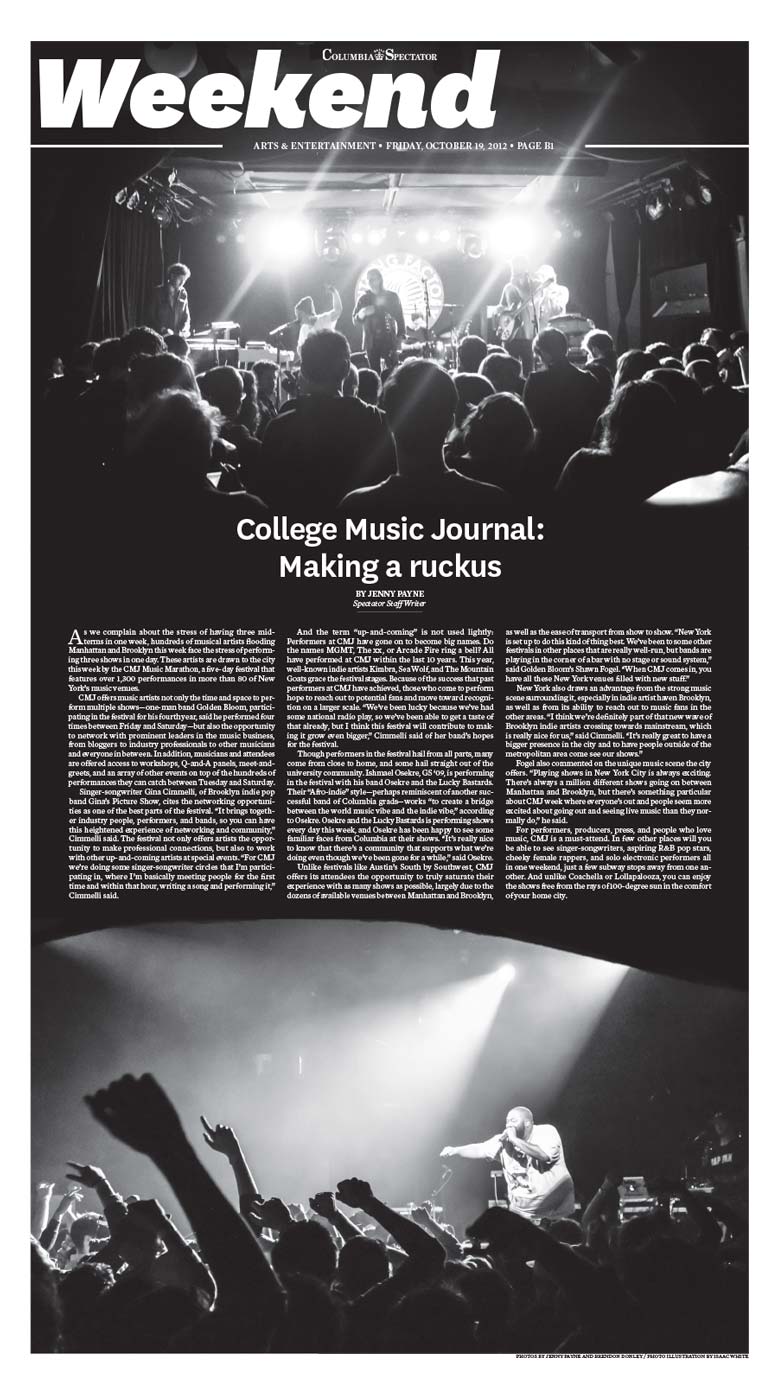 COLUMBIA SPECTATOR
Weekend
ARTS & ENTERTAINMENT • FRIDAY, OCTOBER 19, 2012 • PAGE B1
College Music Journal:
Making a ruckus
BY JENNY PAYNE
Spectator Staff Writer
As we complain about the stress of having three mid-
terms in one week, hundreds of musical artists flooding
Manhattan and Brooklyn this week face the stress of perform-
ing three shows in one day. These artists are drawn to the city
this week by the CMJ Music Marathon, a five-day festival that
features over 1,300 performances in more than 80 of New
York's music venues.
CMJ offers music artists not only the time and space to per-
form multiple shows—one-man band Golden Bloom, partici-
pating in the festival for his fourth year, said he performed four
times between Friday and Saturday—but also the opportunity
to network with prominent leaders in the music business,
from bloggers to industry professionals to other musicians
and everyone in between. In addition, musicians and attendees
are offered access to workshops, Q-and-A panels, meet-and-
greets, and an array of other events on top of the hundreds of
performances they can catch between Tuesday and Saturday.
Singer-songwriter Gina Cimmelli, of Brooklyn indie pop
band Gina's Picture Show, cites the networking opportuni-
ties as one of the best parts of the festival. "It brings togeth-
er industry people, performers, and bands, so you can have
this heightened experience of networking and community,"
Cimmelli said. The festival not only offers artists the oppor-
tunity to make professional connections, but also to work
with other up-and-coming artists at special events. "For CMJ
we're doing some singer-songwriter circles that I'm partici-
pating in, where I'm basically meeting people for the first
time and within that hour, writing a song and performing it,"
Cimmelli said.
And the term "up-and-coming" is not used lightly:
Performers at CMJ have gone on to become big names. Do
the names MGMT, The xx, or Arcade Fire ring a bell? All
have performed at CMJ within the last 10 years. This year,
well-known indie artists Kimbra, Sea Wolf, and The Mountain
Goats grace the festival stages. Because of the success that past
performers at CMJ have achieved, those who come to perform
hope to reach out to potential fans and move toward recogni-
tion on a larger scale. "We've been lucky because we've had
some national radio play, so we've been able to get a taste of
that already, but I think this festival will contribute to mak-
ing it grow even bigger," Cimmelli said of her band's hopes
for the festival.
Though performers in the festival hail from all parts, many
come from close to home, and some hail straight out of the
university community. Ishmael Osekre, GS '09, is performing
in the festival with his band Osekre and the Lucky Bastards.
Their "Afro-indie" style—perhaps reminiscent of another suc-
cessful band of Columbia grads—works "to create a bridge
between the world music vibe and the indie vibe," according
to Osekre. Osekre and the Lucky Bastards is performing shows
every day this week, and Osekre has been happy to see some
familiar faces from Columbia at their shows. "It's really nice
to know that there's a community that supports what we're
doing even though we've been gone for a while," said Osekre.
Unlike festivals like Austin's South by Southwest, CMJ
offers its attendees the opportunity to truly saturate their
experience with as many shows as possible, largely due to the
dozens of available venues between Manhattan and Brooklyn,
as well as the ease of transport from show to show. "New York
is set up to do this kind of thing best. We've been to some other
festivals in other places that are really well-run, but bands are
playing in the corner of a bar with no stage or sound system,"
said Golden Bloom's Shawn Fogel. "When CMJ comes in, you
have all these New York venues filled with new stuff."
New York also draws an advantage from the strong music
scene surrounding it, especially in indie artist haven Brooklyn,
as well as from its ability to reach out to music fans in the
other areas. "I think we're definitely part of that new wave of
Brooklyn indie artists crossing towards mainstream, which
is really nice for us," said Cimmelli. "It's really great to have a
bigger presence in the city and to have people outside of the
metropolitan area come see our shows."
Fogel also commented on the unique music scene the city
offers. "Playing shows in New York City is always exciting.
There's always a million different shows going on between
Manhattan and Brooklyn, but there's something particular
about CMJ week where everyone's out and people seem more
excited about going out and seeing live music than they nor-
mally do," he said.
For performers, producers, press, and people who love
music, CMJ is a must-attend. In few other places will you
be able to see singer-songwriters, aspiring R&B pop stars,
cheeky female rappers, and solo electronic performers all
in one weekend, just a few subway stops away from one an-
other. And unlike Coachella or Lollapalooza, you can enjoy
the shows free from the rays of 100-degree sun in the comfort
of your home city.
PHOTOS BY JENNY PAYNE AND BRENDON DONLEY / PHOTO ILLUSTRATION BY ISAAC WHITE